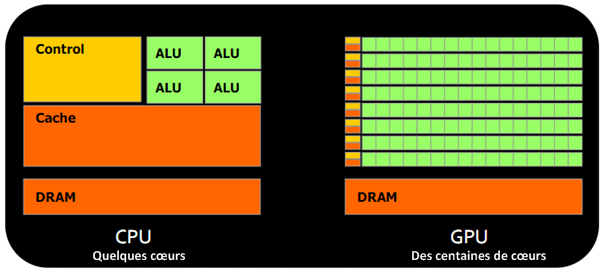 Control
ALU ALU
ALU ALU
Cache
DRAM
CPU
Quelques cœurs
DRAM
GPU
Des centaines de cœurs